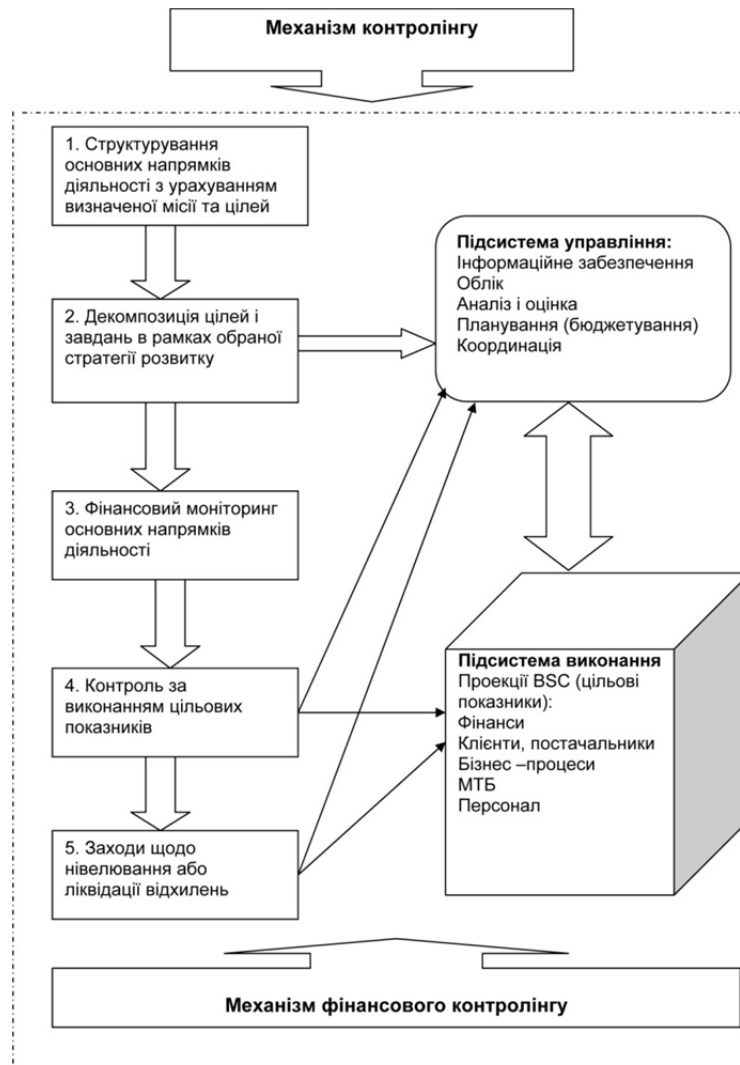 Механізм контролінгу
1. Структурування
основних напрямків
діяльності з урахуванням
визначеної місії та цілей
Підсистема управління:
Інформаційне забезпечення
Облік
Аналіз і оцінка
Планування (бюджетування)
Координація
2. Декомпозиція цілей і
завдань в рамках обраної
стратегії розвитку
3. Фінансовий моніторинг
основних напрямків
діяльності
4. Контроль за
виконанням цільових
показників
Підсистема виконання
Проекції BSC (цільові
показники):
Фінанси
Клієнти, постачальники
Бізнес –процеси
МТБ
Персонал
5. Заходи щодо
нівелювання або
ліквідації відхилень
Механізм фінансового контролінгу